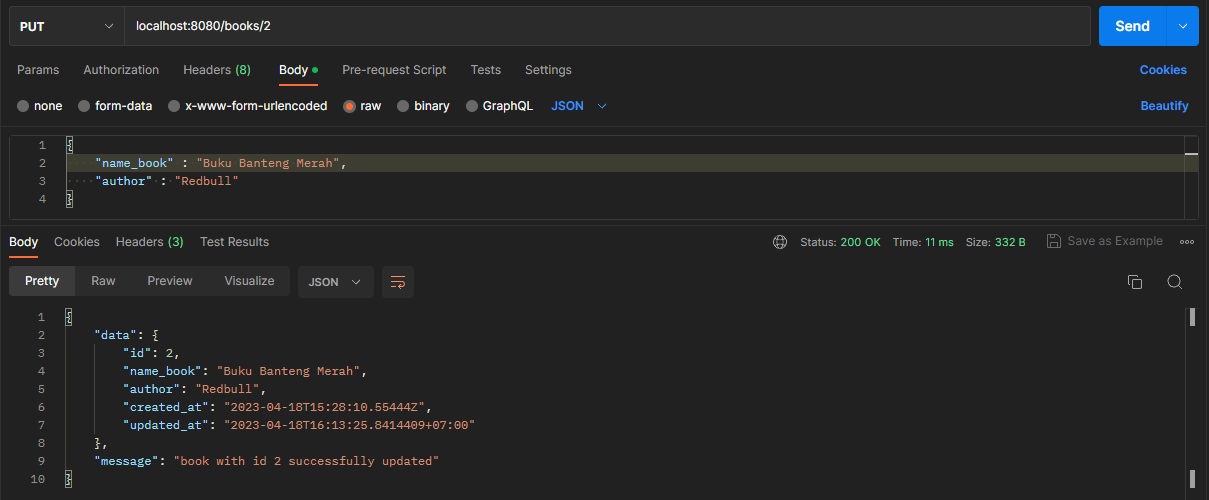 PUT localhost:8080/books/2 Send
Params Authorization Headers (8) Body Pre-request Script Tests Settings Cookies
none form-data x-www-form-urlencoded raw binary GraphQL JSON Beautify
1 {
2 "name_book" : "Buku Banteng Merah",
3 "author" : "Redbull"
4 }
Body Cookies Headers (3) Test Results Status: 200 OK Time: 11 ms Size: 332 B Save as Example
Pretty Raw Preview Visualize JSON
1 {
2 "data": {
3 "id": 2,
4 "name_book": "Buku Banteng Merah",
5 "author": "Redbull",
6 "created_at": "2023-04-18T15:28:10.55444Z",
7 "updated_at": "2023-04-18T16:13:25.8414409+07:00"
8 },
9 "message": "book with id 2 successfully updated"
10 }